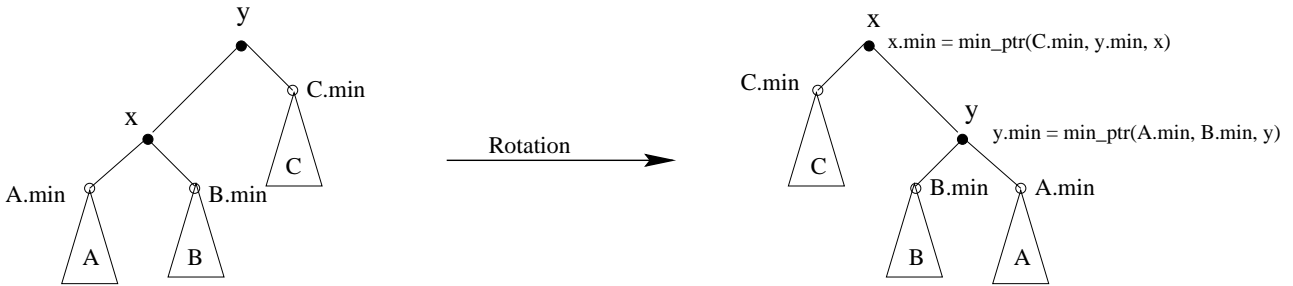 y
x
x.min = min_ptr(C.min, y.min, x)
C.min
C.min
x
y
y.min = min_ptr(A.min, B.min, y)
Rotation
C
C
A.min
B.min
B.min
A.min
A
B
B
A